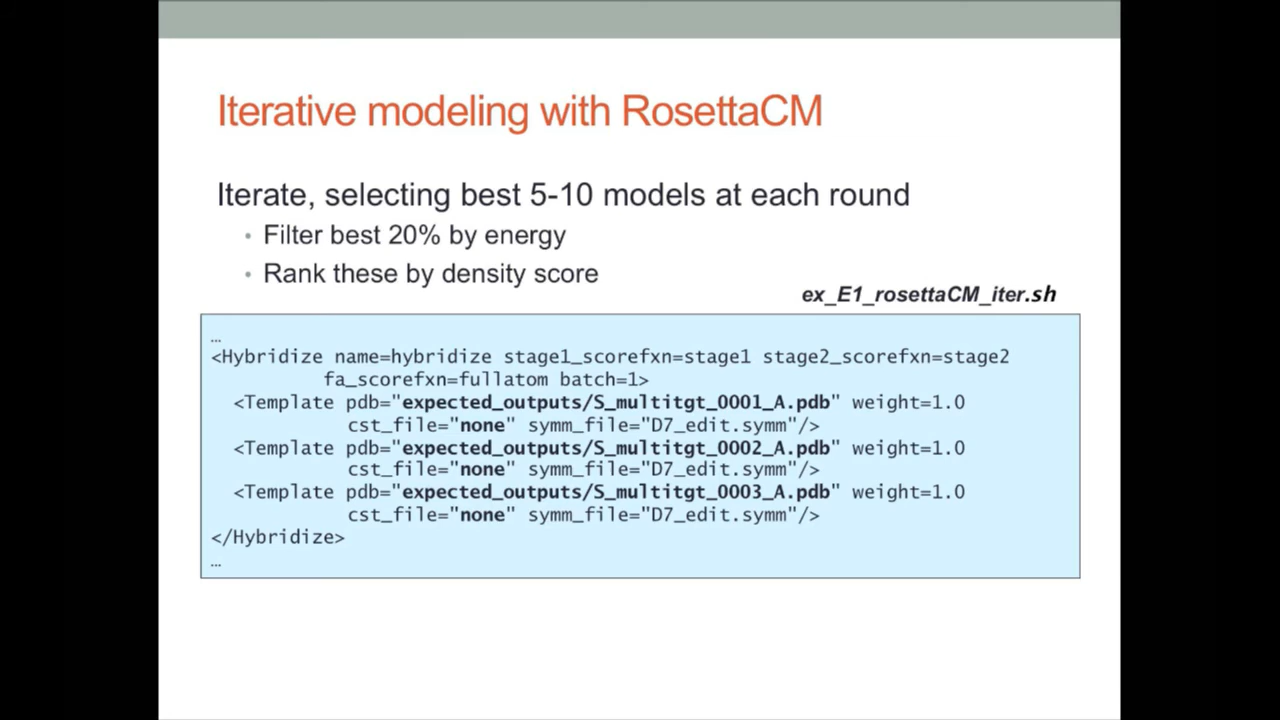 Iterative modeling with RosettaCM
Iterate, selecting best 5-10 models at each round
• Filter best 20% by energy
• Rank these by density score
ex_E1_rosettaCM_iter.sh
…
<Hybridize name=hybridize stage1_scorefxn=stage1 stage2_scorefxn=stage2
fa_scorefxn=fullatom batch=1>
<Template pdb="expected_outputs/S_multitgt_0001_A.pdb" weight=1.0
cst_file="none" symm_file="D7_edit.symm"/>
<Template pdb="expected_outputs/S_multitgt_0002_A.pdb" weight=1.0
cst_file="none" symm_file="D7_edit.symm"/>
<Template pdb="expected_outputs/S_multitgt_0003_A.pdb" weight=1.0
cst_file="none" symm_file="D7_edit.symm"/>
</Hybridize>
…